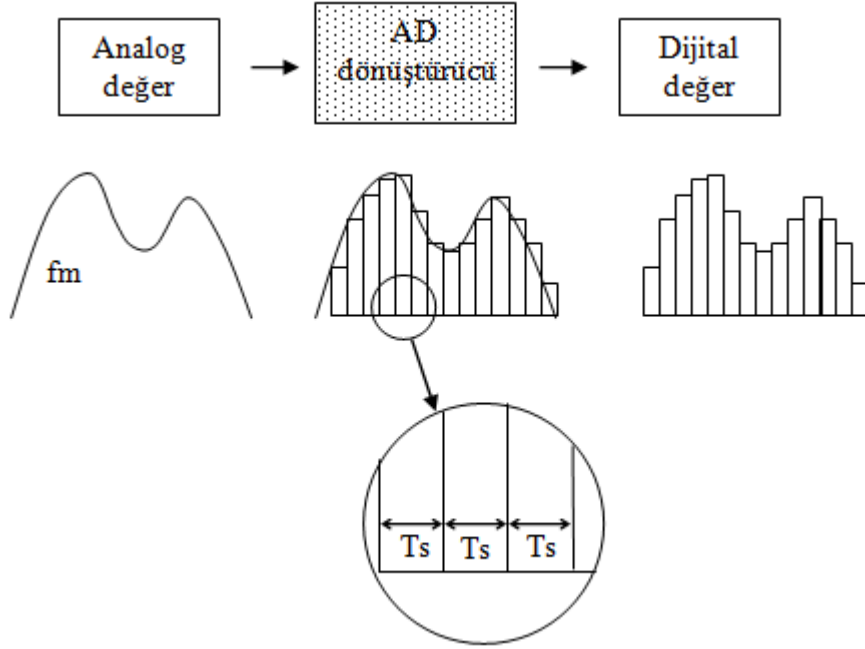 Analog
değer
AD
dönüştürücü
Dijital
değer
fm
Ts
Ts
Ts